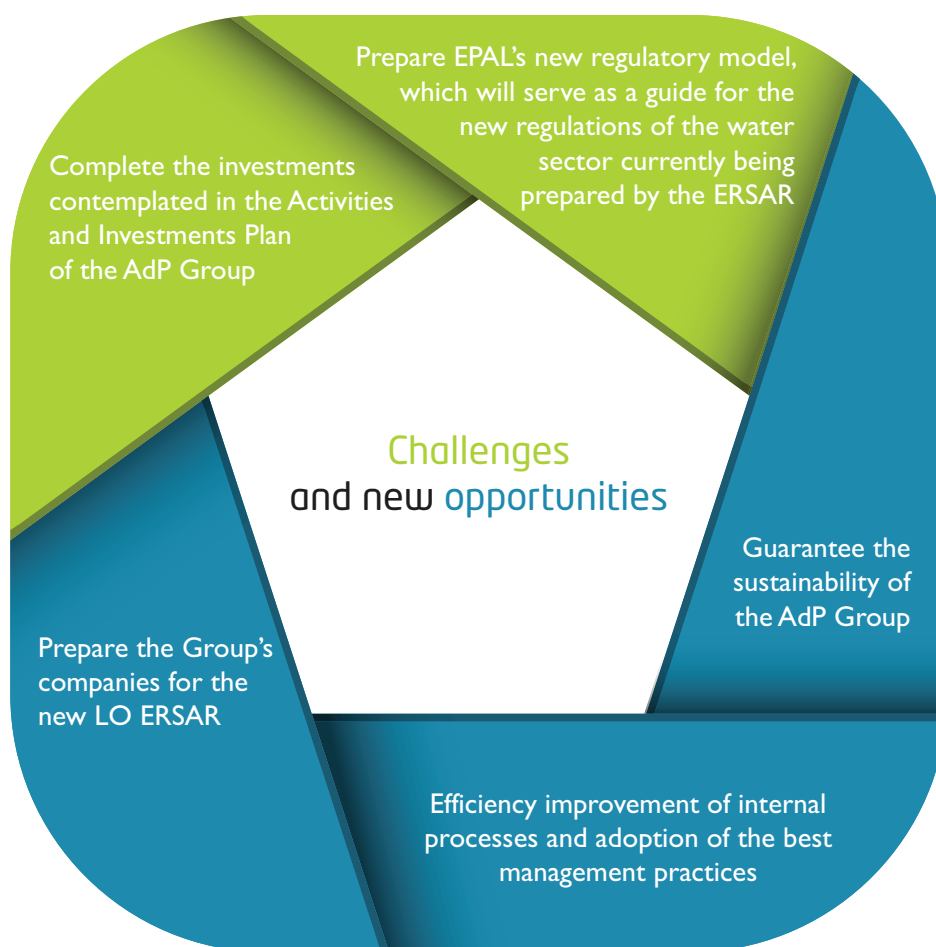 Prepare EPAL's new regulatory model,
which will serve as a guide for the
new regulations of the water
sector currently being
prepared by the ERSAR
Complete the investments
contemplated in the Activities
and Investments Plan
of the AdP Group
Challenges
and new opportunities
Guarantee the
sustainability of
the AdP Group
Prepare the Group's
companies for the
new LO ERSAR
Efficiency improvement of internal
processes and adoption of the best
management practices